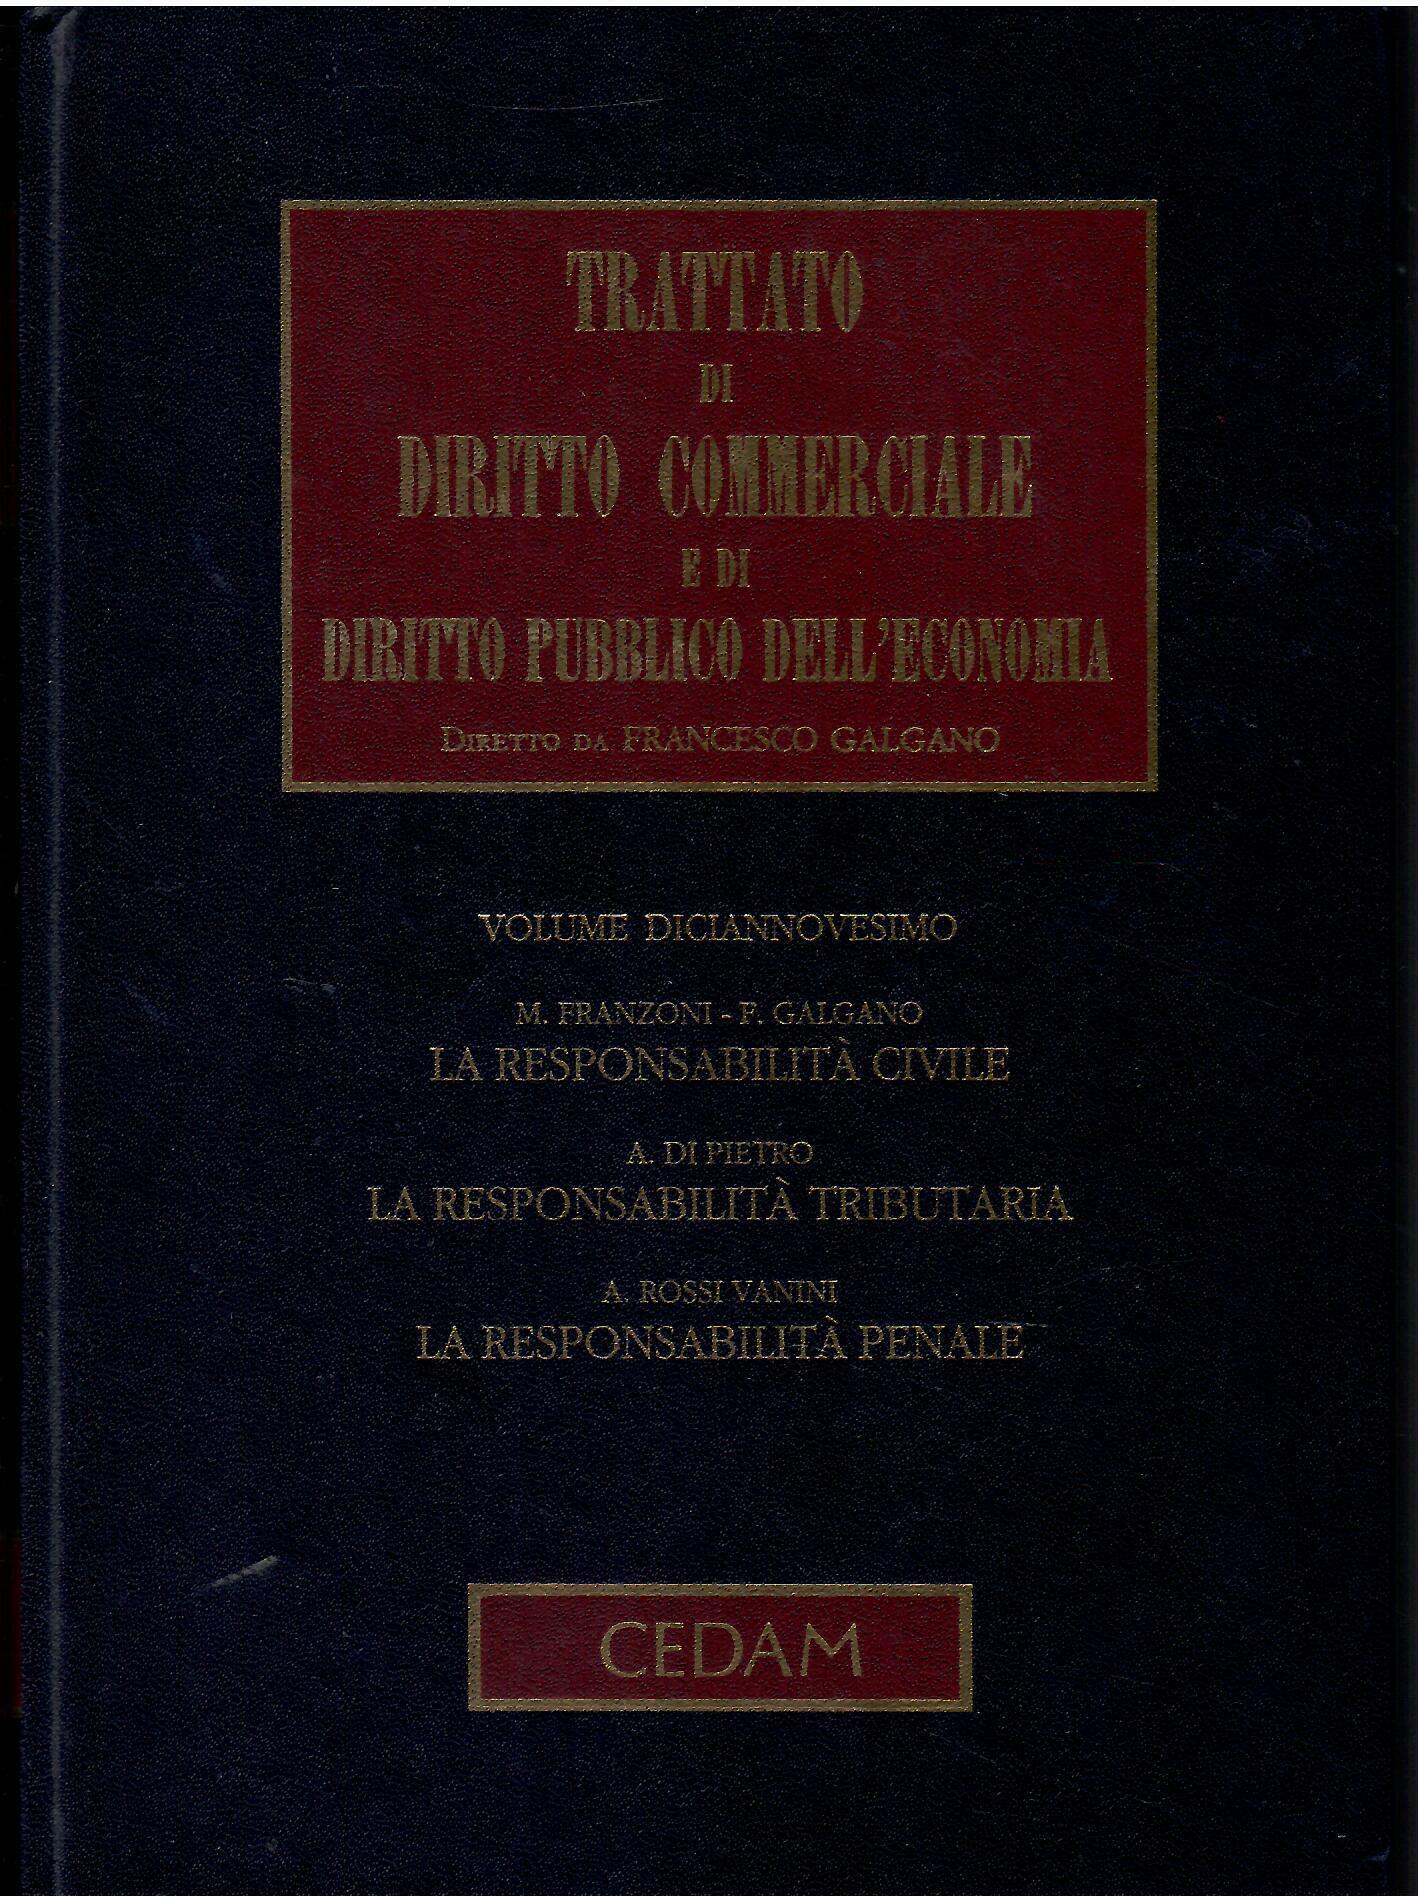 TRATTATO
DI
DIRITTO COMMERCIALE
E DI
DIRITTO PUBBLICO DELL'ECONOMIA
DIRETTO DA FRANCESCO GALGANO
VOLUME DICIANNOVESIMO
M. FRANZONI - F. GALGANO
LA RESPONSABILITÀ CIVILE
A. DI PIETRO
LA RESPONSABILITÀ TRIBUTARIA
A. ROSSI VANINI
LA RESPONSABILITÀ PENALE
CEDAM